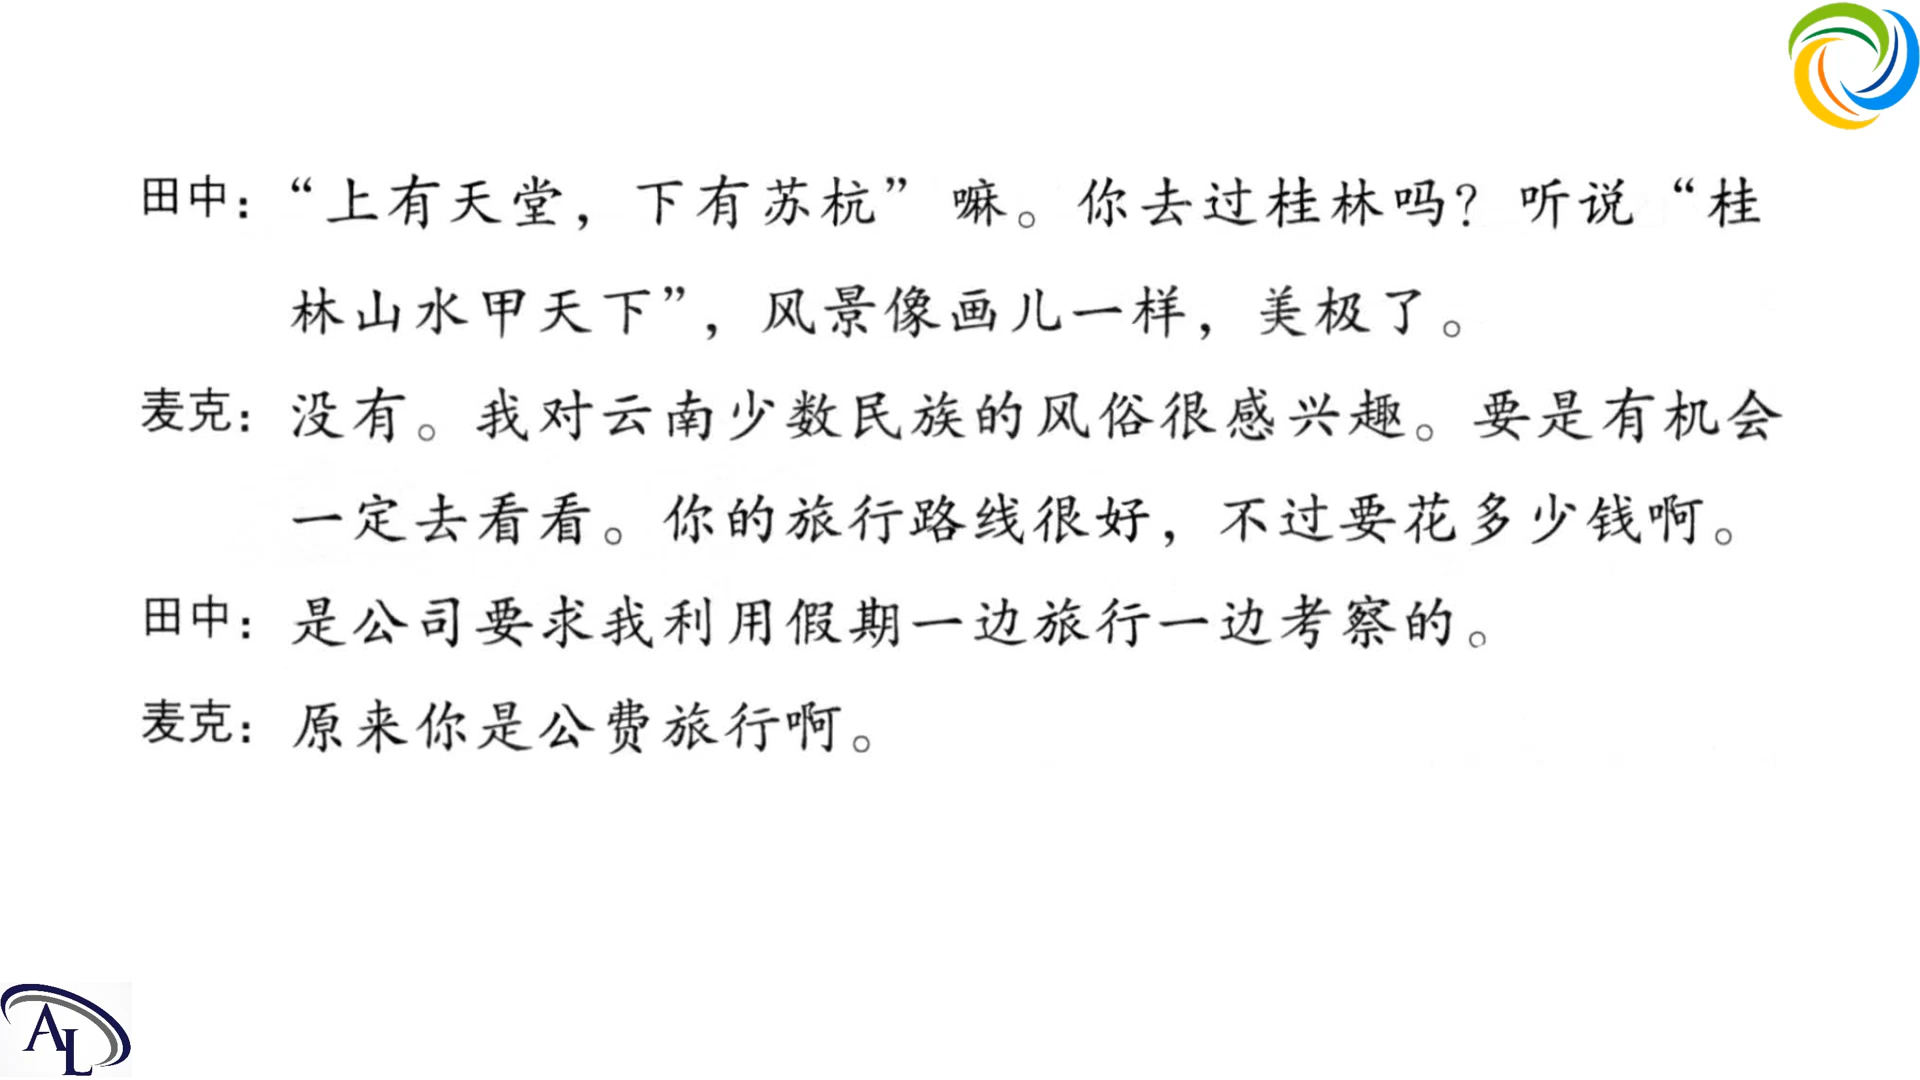 田中：“上有天堂，下有苏杭”嘛。你去过桂林吗？听说“桂
林山水甲天下”，风景像画儿一样，美极了。
麦克：没有。我对云南少数民族的风俗很感兴趣。要是有机会
一定去看看。你的旅行路线很好，不过要花多少钱啊。
田中：是公司要求我利用假期一边旅行一边考察的。
麦克：原来你是公费旅行啊。
AL